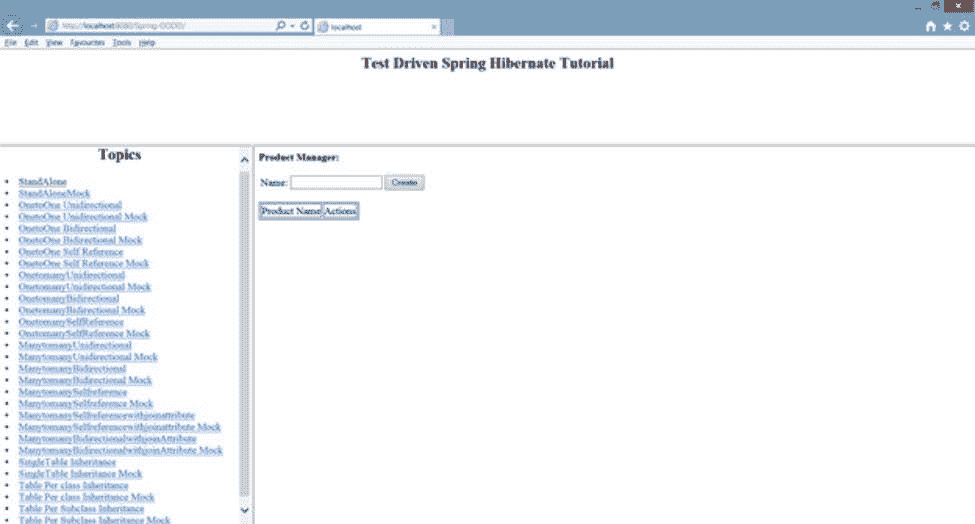 http://localhost:8080/Spring-OODD/
localhost
File Edit View Favourites Tools Help
Test Driven Spring Hibernate Tutorial
Topics
StandAlone
StandAloneMock
OnetoOne Unidirectional
OnetoOne Unidirectional Mock
OnetoOne Bidirectional
OnetoOne Bidirectional Mock
OnetoOne Self Reference
OnetoOne Self Reference Mock
OnetomanyUnidirectional
OnetomanyUnidirectional Mock
OnetomanyBidirectional
OnetomanyBidirectional Mock
OnetomanySelfReference
OnetomanySelfReference Mock
ManytomanyUnidirectional
ManytomanyUnidirectional Mock
ManytomanyBidirectional
ManytomanyBidirectional Mock
ManytomanySelfreference
ManytomanySelfreference Mock
ManytomanySelfreferencewithjoinattribute
ManytomanySelfreferencewithjoinattribute Mock
ManytomanyBidirectionalwithjoinAttribute
ManytomanyBidirectionalwithjoinAttribute Mock
SingleTable Inheritance
SingleTable Inheritance Mock
Table Per class Inheritance
Table Per class Inheritance Mock
Table Per Subclass Inheritance
Table Per Subclass Inheritance Mock
Product Manager:
Name: Create
Product Name Actions